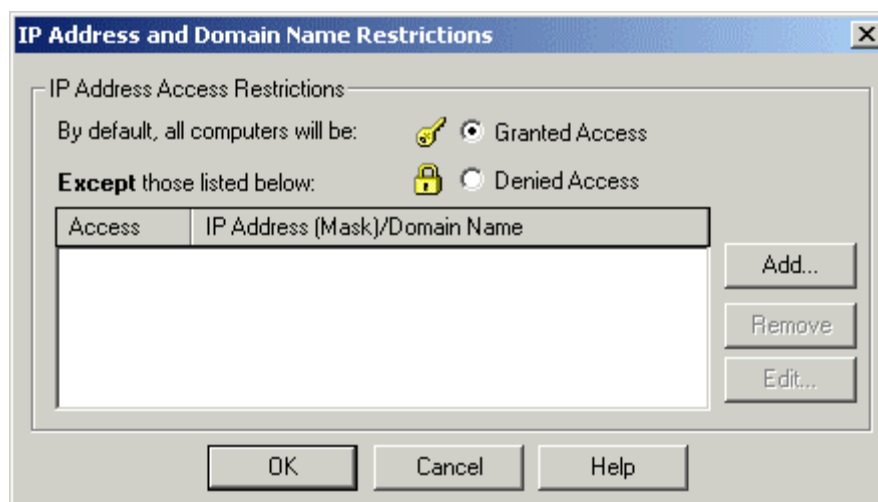 IP Address and Domain Name Restrictions
IP Address Access Restrictions
By default, all computers will be: Granted Access
Except those listed below: Denied Access
Access IP Address (Mask)/Domain Name
Add...
Remove
Edit...
OK Cancel Help